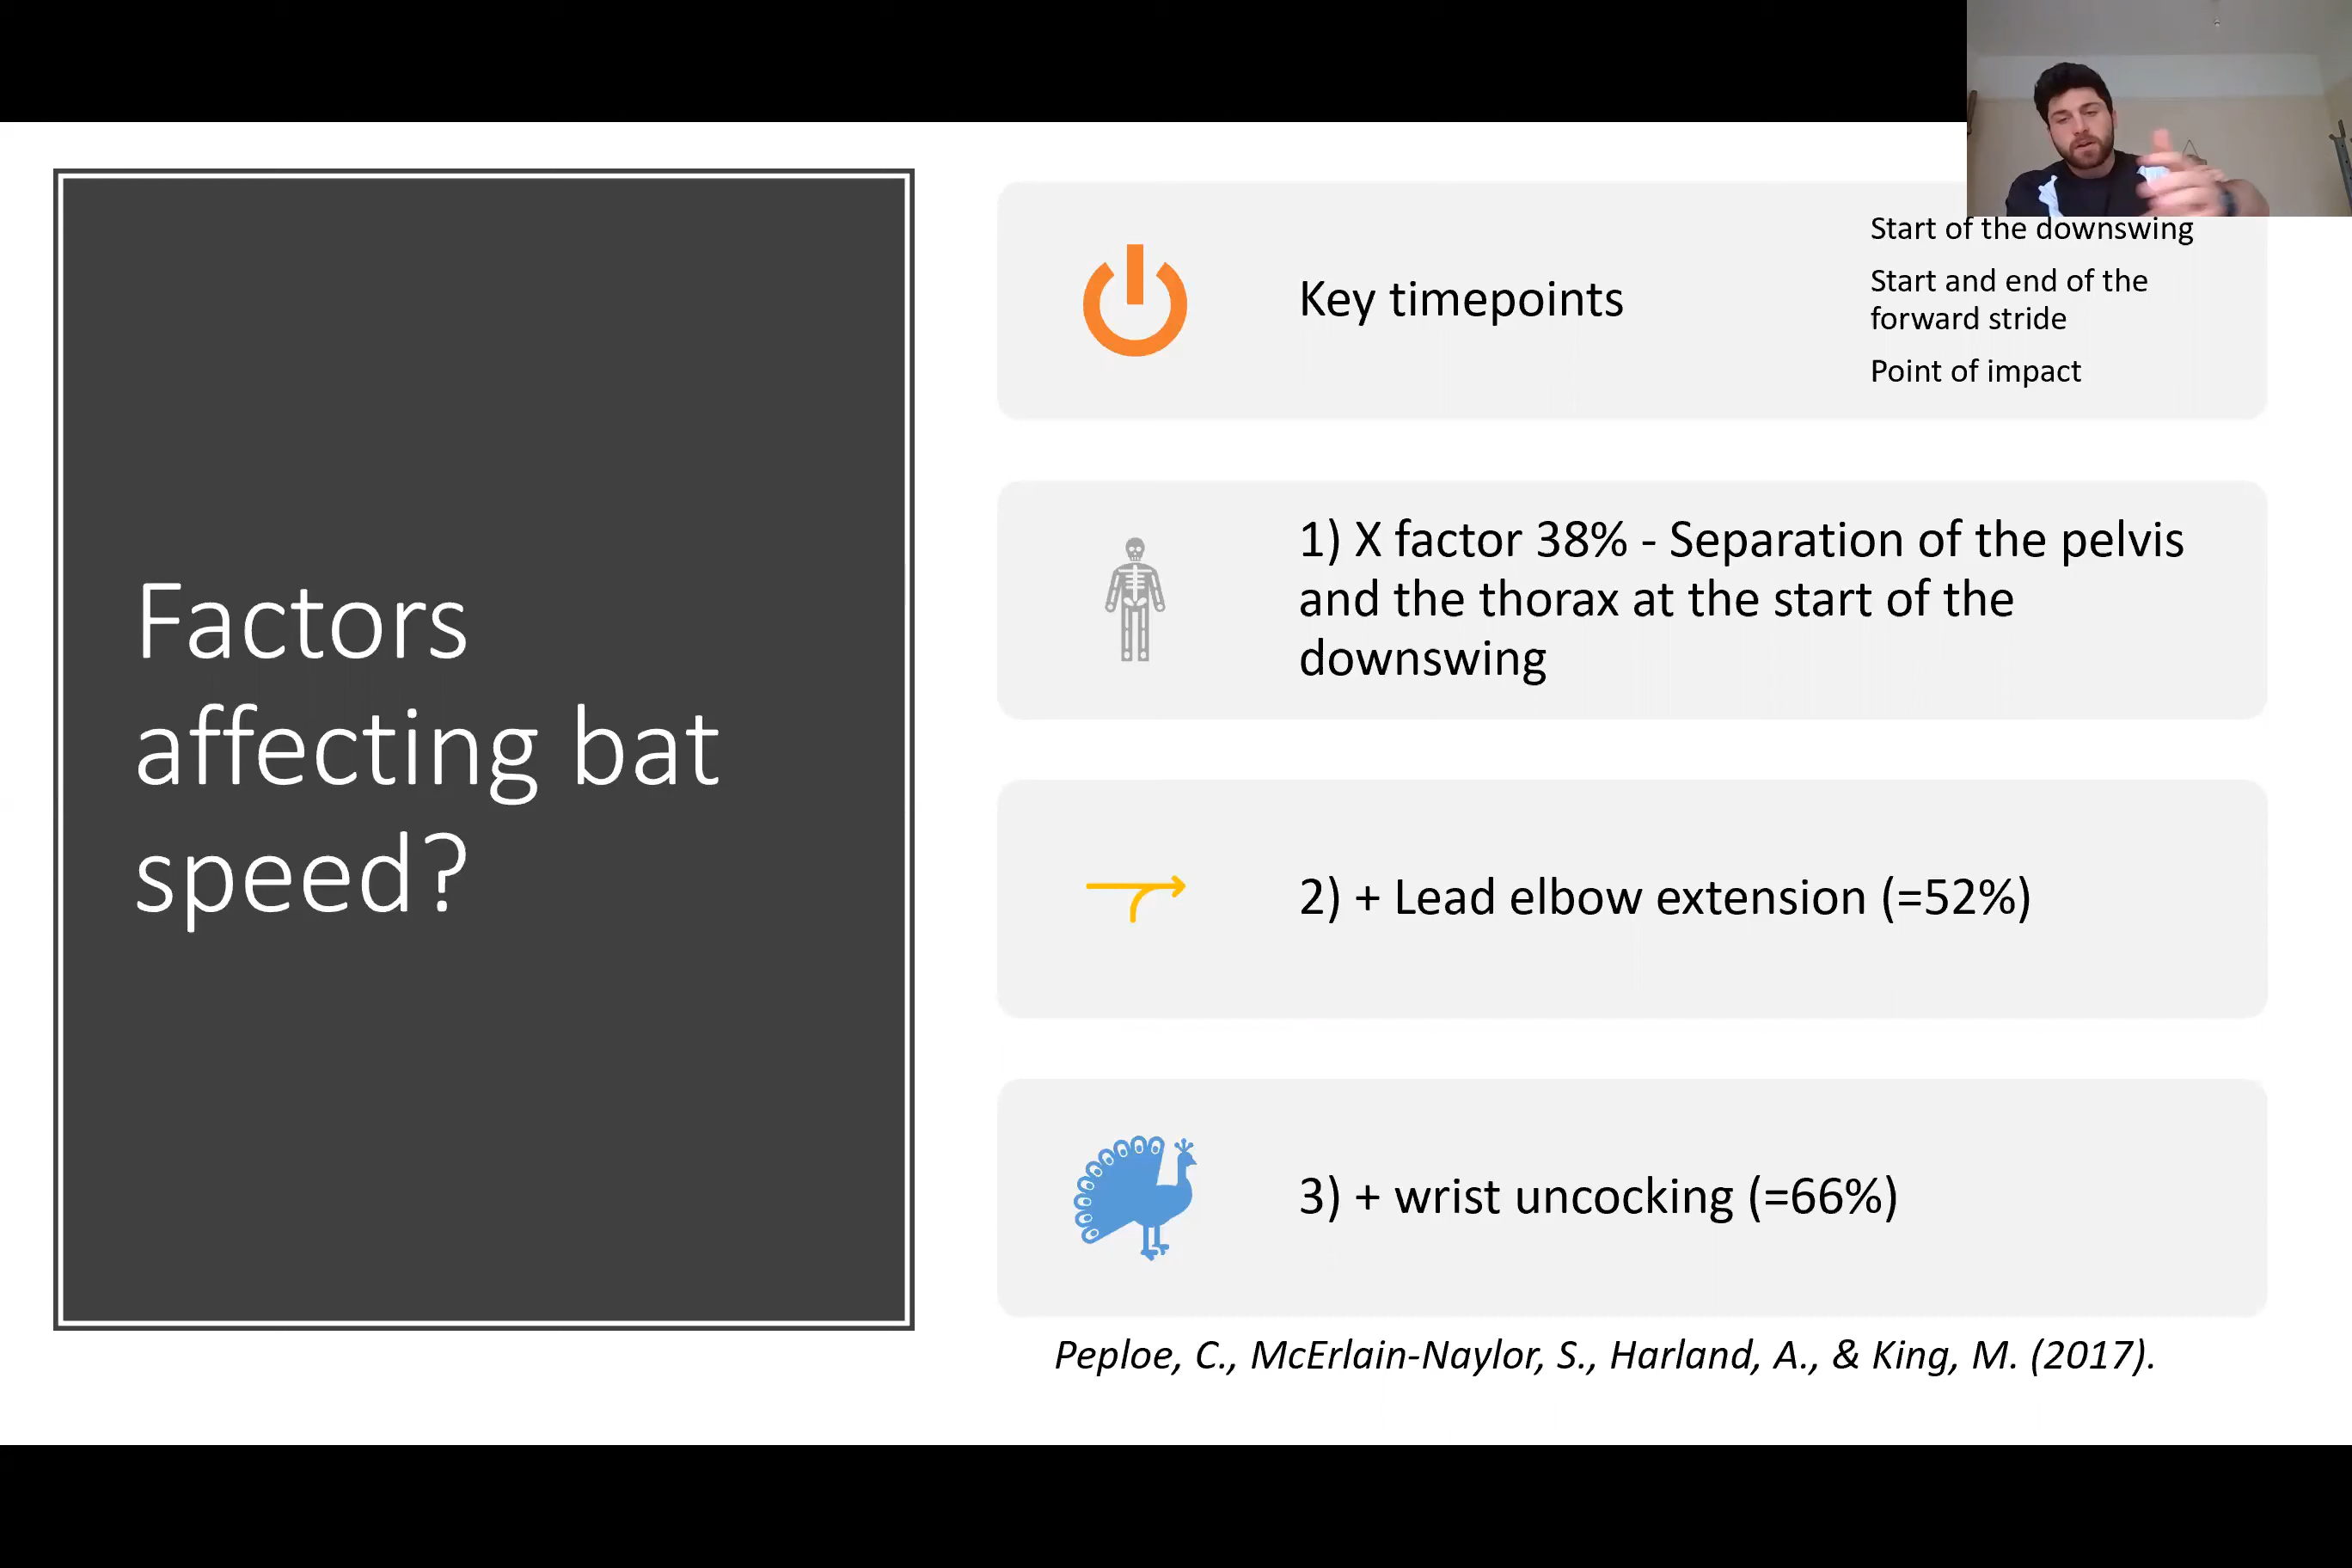 Factors
affecting bat
speed?
Key timepoints
Start of the downswing
Start and end of the
forward stride
Point of impact
1) X factor 38% - Separation of the pelvis
and the thorax at the start of the
downswing
2) + Lead elbow extension (=52%)
3) + wrist uncocking (=66%)
Peploe, C., McErlain-Naylor, S., Harland, A., & King, M. (2017).